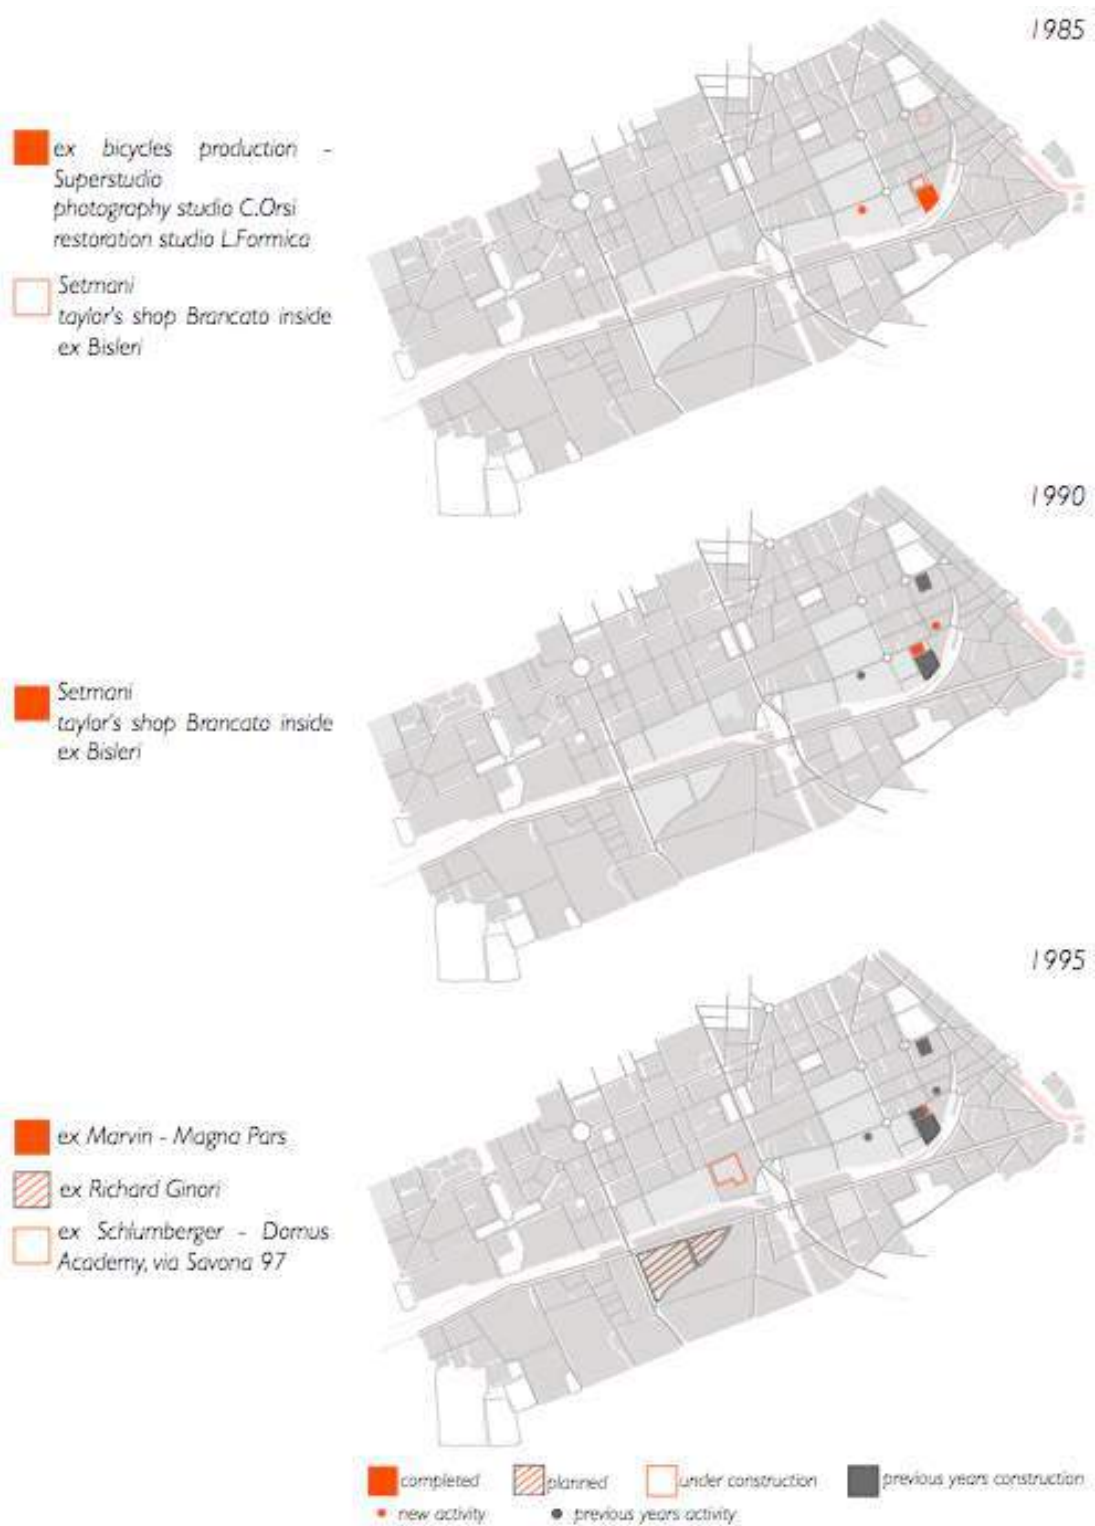 1985
ex bicycles production -
Superstudio
photography studio C.Orsi
restoration studio L.Formica
Setmani
taylor's shop Brancato inside
ex Bisleri
1990
Setmani
taylor's shop Brancato inside
ex Bisleri
1995
ex Marvin - Magna Pars
ex Richard Ginori
ex Schlumberger - Domus
Academy, via Savona 97
completed
planned
under construction
previous years construction
new activity
previous years activity